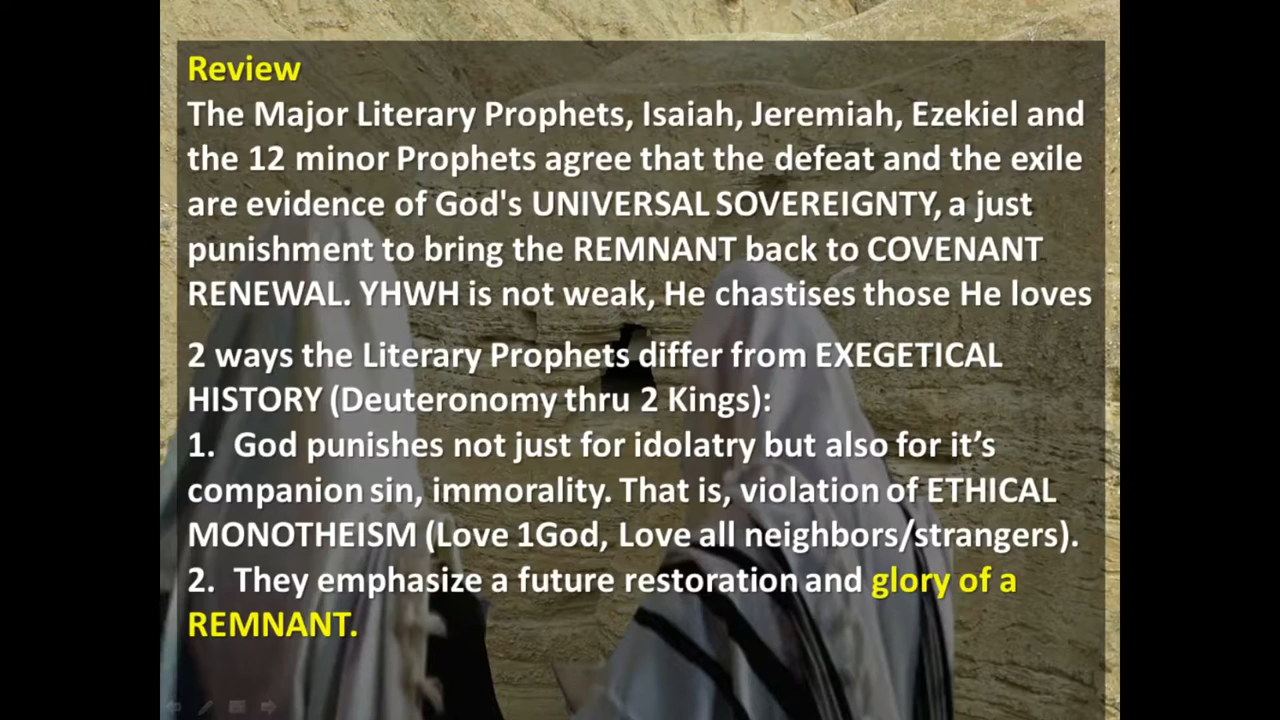 Review
The Major Literary Prophets, Isaiah, Jeremiah, Ezekiel and
the 12 minor Prophets agree that the defeat and the exile
are evidence of God's UNIVERSAL SOVEREIGNTY, a just
punishment to bring the REMNANT back to COVENANT
RENEWAL. YHWH is not weak, He chastises those He loves
2 ways the Literary Prophets differ from EXEGETICAL
HISTORY (Deuteronomy thru 2 Kings):
1. God punishes not just for idolatry but also for it’s
companion sin, immorality. That is, violation of ETHICAL
MONOTHEISM (Love 1God, Love all neighbors/strangers).
2. They emphasize a future restoration and glory of a
REMNANT.